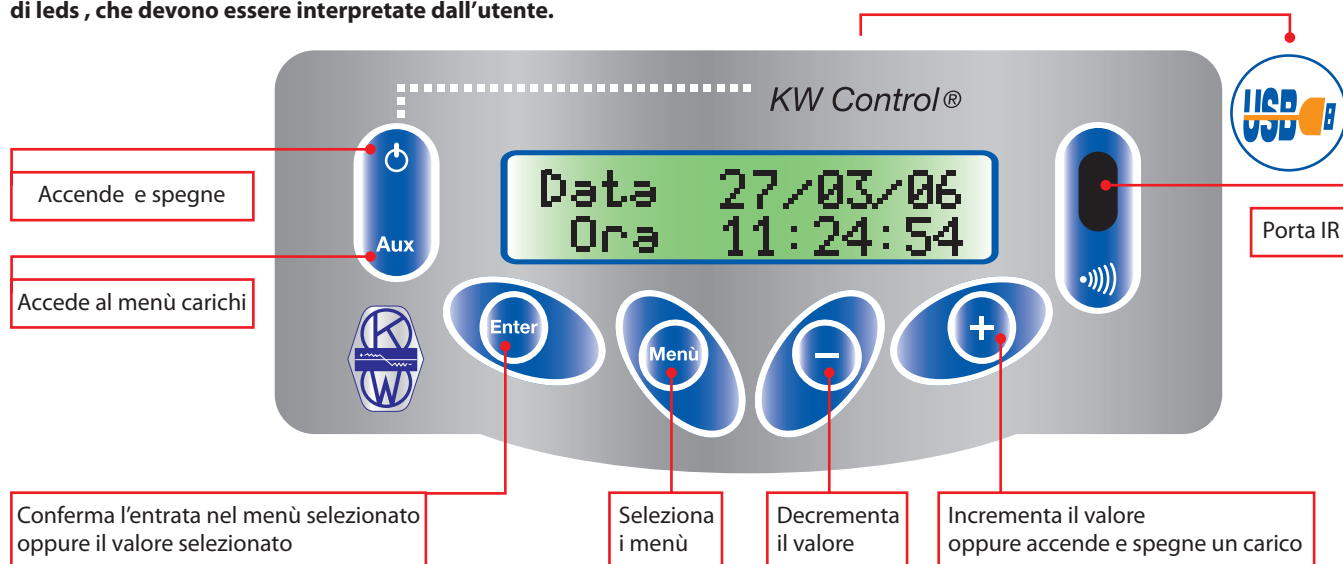 di leds , che devono essere interpretate dall'utente.
KW Control ®
USB
Accende e spegne
Data 27/03/06
Ora 11:24:54
Aux
Porta IR
Accede al menù carichi
Enter
Menù
−
+
KW
Conferma l'entrata nel menù selezionato
oppure il valore selezionato
Seleziona
i menù
Decrementa
il valore
Incrementa il valore
oppure accende e spegne un carico